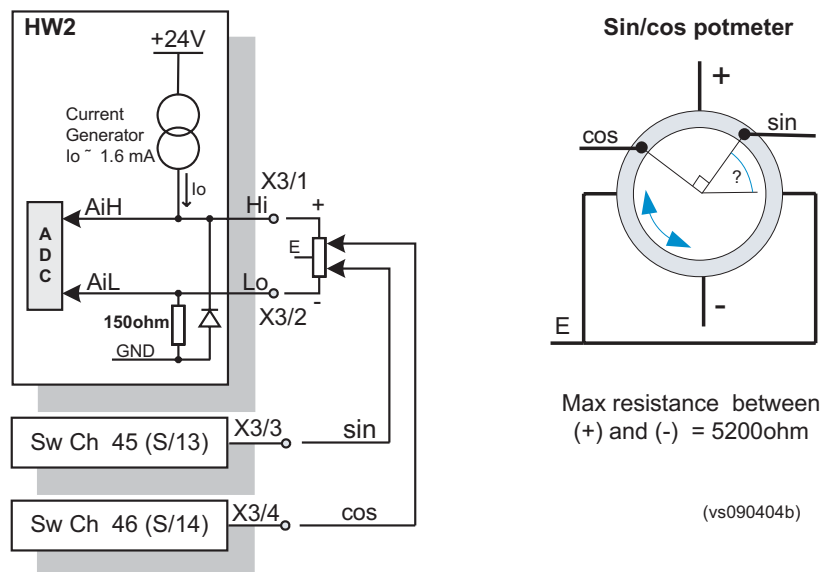 HW2
+24V
Current
Generator
Io ˜ 1.6 mA
Io
X3/1
AiH
Hi
+
A
D
C
E
AiL
Lo
-
150ohm
X3/2
GND
Sw Ch 45 (S/13)
X3/3
sin
Sw Ch 46 (S/14)
X3/4
cos
Sin/cos potmeter
+
cos
sin
?
-
E
Max resistance between
(+) and (-) = 5200ohm
(vs090404b)